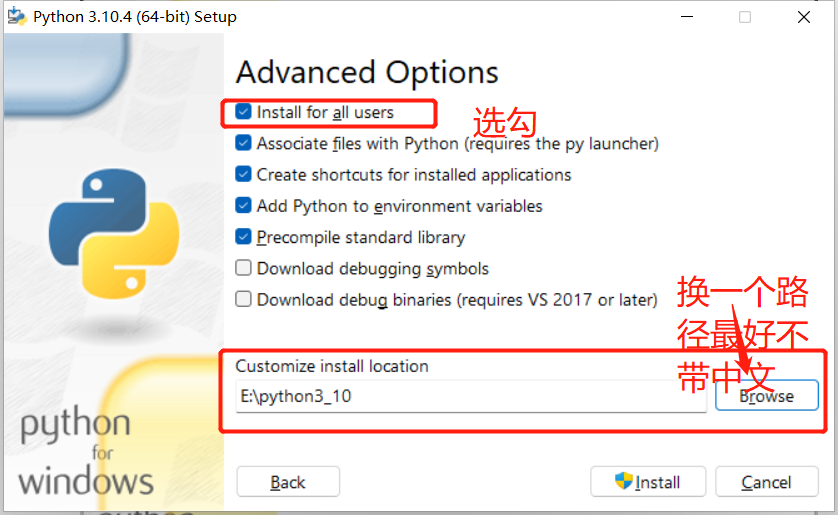 Python 3.10.4 (64-bit) Setup
Advanced Options
Install for all users
选勾
Associate files with Python (requires the py launcher)
Create shortcuts for installed applications
Add Python to environment variables
Precompile standard library
Download debugging symbols
Download debug binaries (requires VS 2017 or later)
换一个路
径最好不
带中文
Customize install location
E:\python3_10
Browse
python
for
windows
Back
Install
Cancel